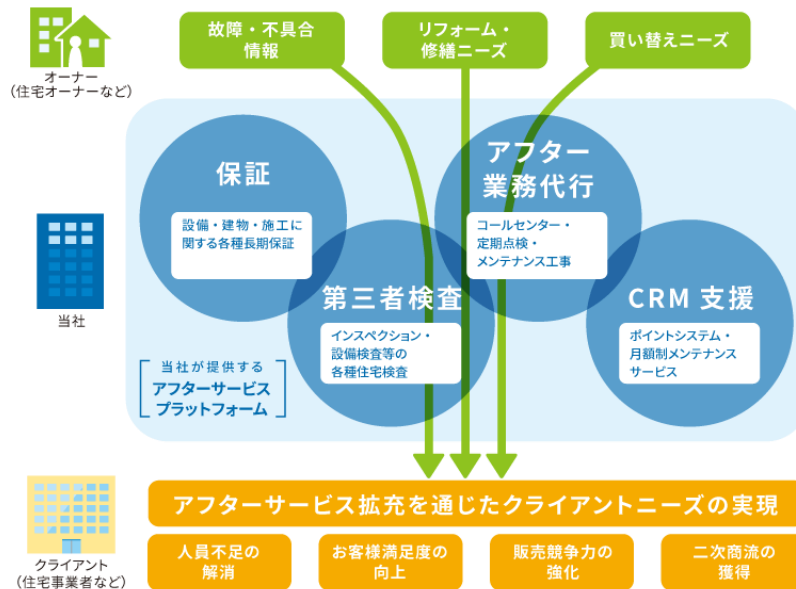 故障・不具合
情報
リフォーム・
修繕ニーズ
買い替えニーズ
オーナー
(住宅オーナーなど)
保証
設備・建物・施工に
関する各種長期保証
アフター
業務代行
コールセンター・
定期点検・
メンテナンス工事
当社
第三者検査
インスペクション・
設備検査等の
各種住宅検査
CRM 支援
ポイントシステム・
月額制メンテナンス
サービス
当社が提供する
アフターサービス
プラットフォーム
アフターサービス拡充を通じたクライアントニーズの実現
クライアント
(住宅事業者など)
人員不足の
解消
お客様満足度の
向上
販売競争力の
強化
二次商流の
獲得